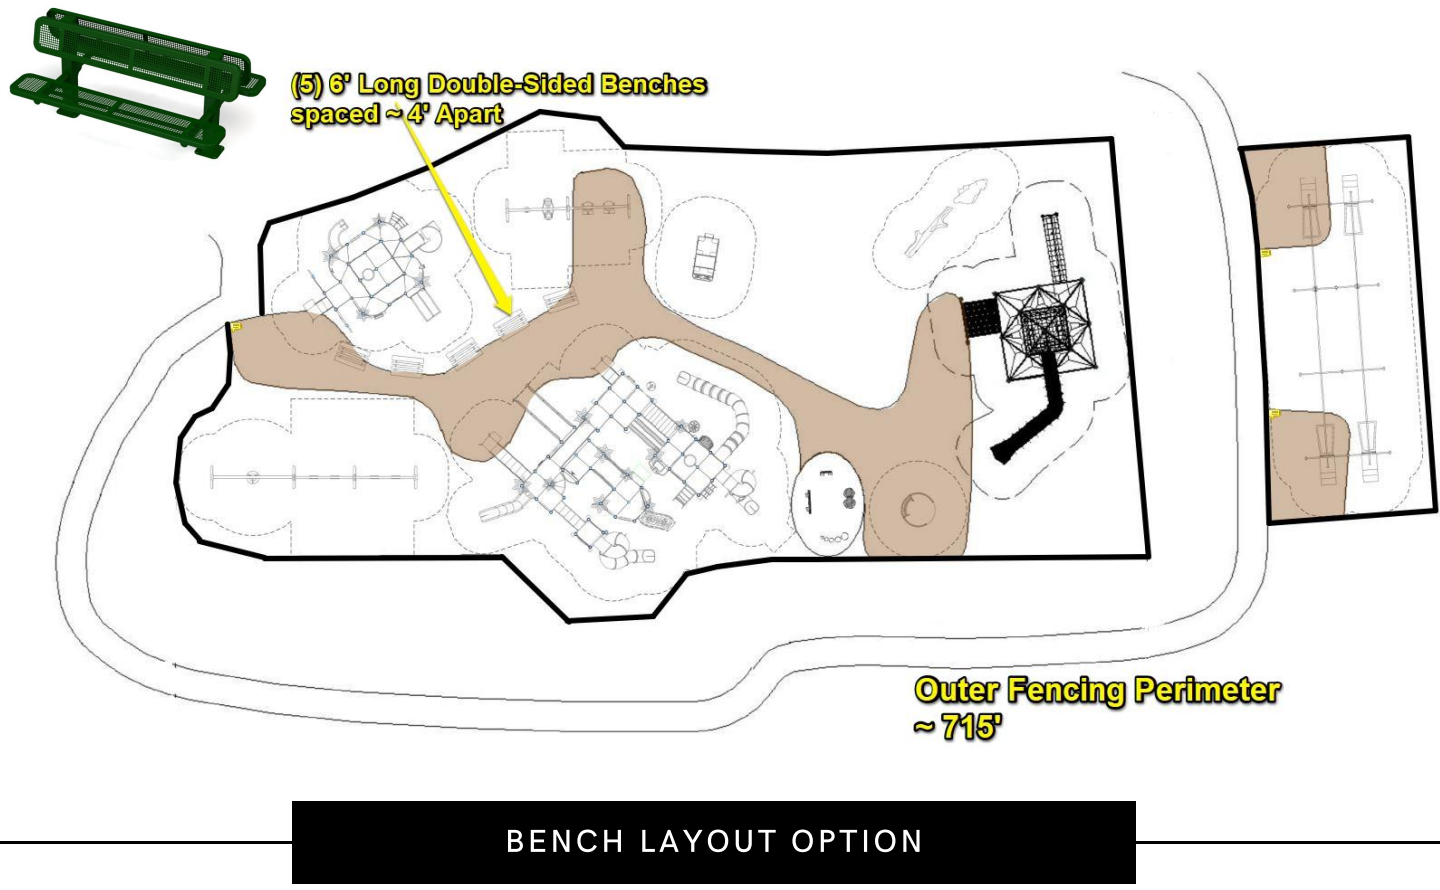 (5) 6' Long Double-Sided Benches
spaced ~ 4' Apart
Outer Fencing Perimeter
~ 715'
BENCH LAYOUT OPTION